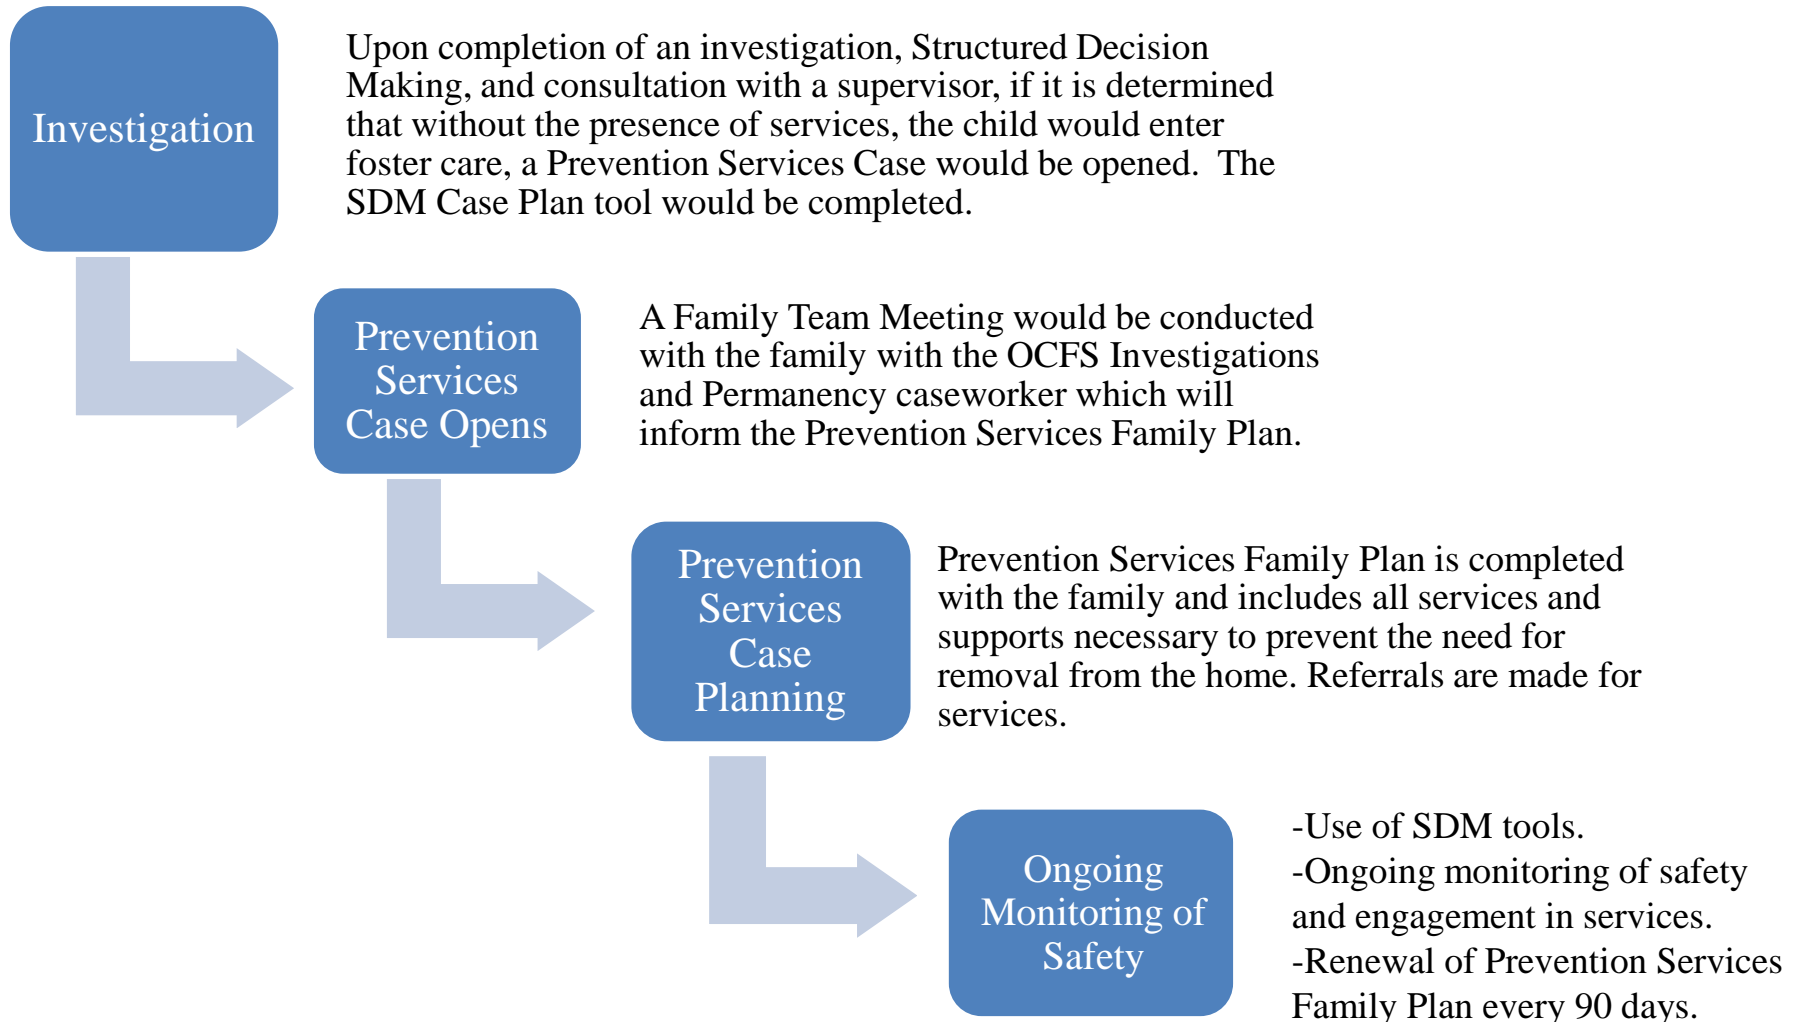 Investigation
Upon completion of an investigation, Structured Decision
Making, and consultation with a supervisor, if it is determined
that without the presence of services, the child would enter
foster care, a Prevention Services Case would be opened.  The
SDM Case Plan tool would be completed.
Prevention
Services
Case Opens
A Family Team Meeting would be conducted
with the family with the OCFS Investigations
and Permanency caseworker which will
inform the Prevention Services Family Plan.
Prevention
Services
Case
Planning
Prevention Services Family Plan is completed
with the family and includes all services and
supports necessary to prevent the need for
removal from the home. Referrals are made for
services.
Ongoing
Monitoring of
Safety
-Use of SDM tools.
-Ongoing monitoring of safety
and engagement in services.
-Renewal of Prevention Services
Family Plan every 90 days.